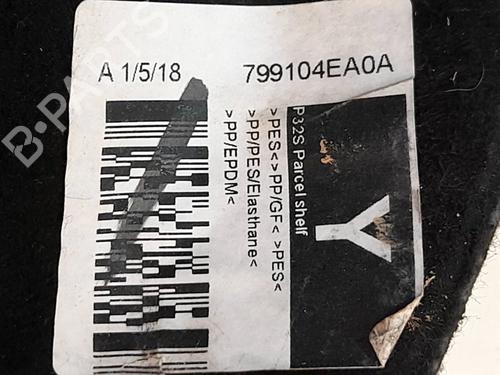 A 1/5/18
799104EA0A
P32S Parcel shelf
>PES<>PP/GF< >PES<
>PP/PES/Elasthane<
>PP/EPDM<
Y
B-PARTS